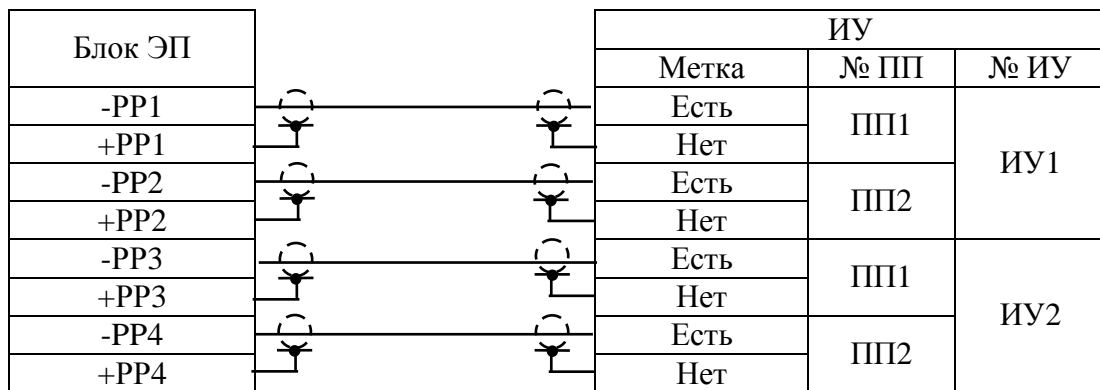 Блок ЭП
ИУ
Метка № ПП № ИУ
-РР1 Есть ПП1 ИУ1
+РР1 Нет
-РР2 Есть ПП2
+РР2 Нет
-РР3 Есть ПП1 ИУ2
+РР3 Нет
-РР4 Есть ПП2
+РР4 Нет